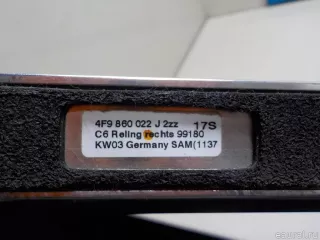 4F9 860 022 J 2zz 17S
C6 Reling rechts 99180
KW03 Germany SAM(1137